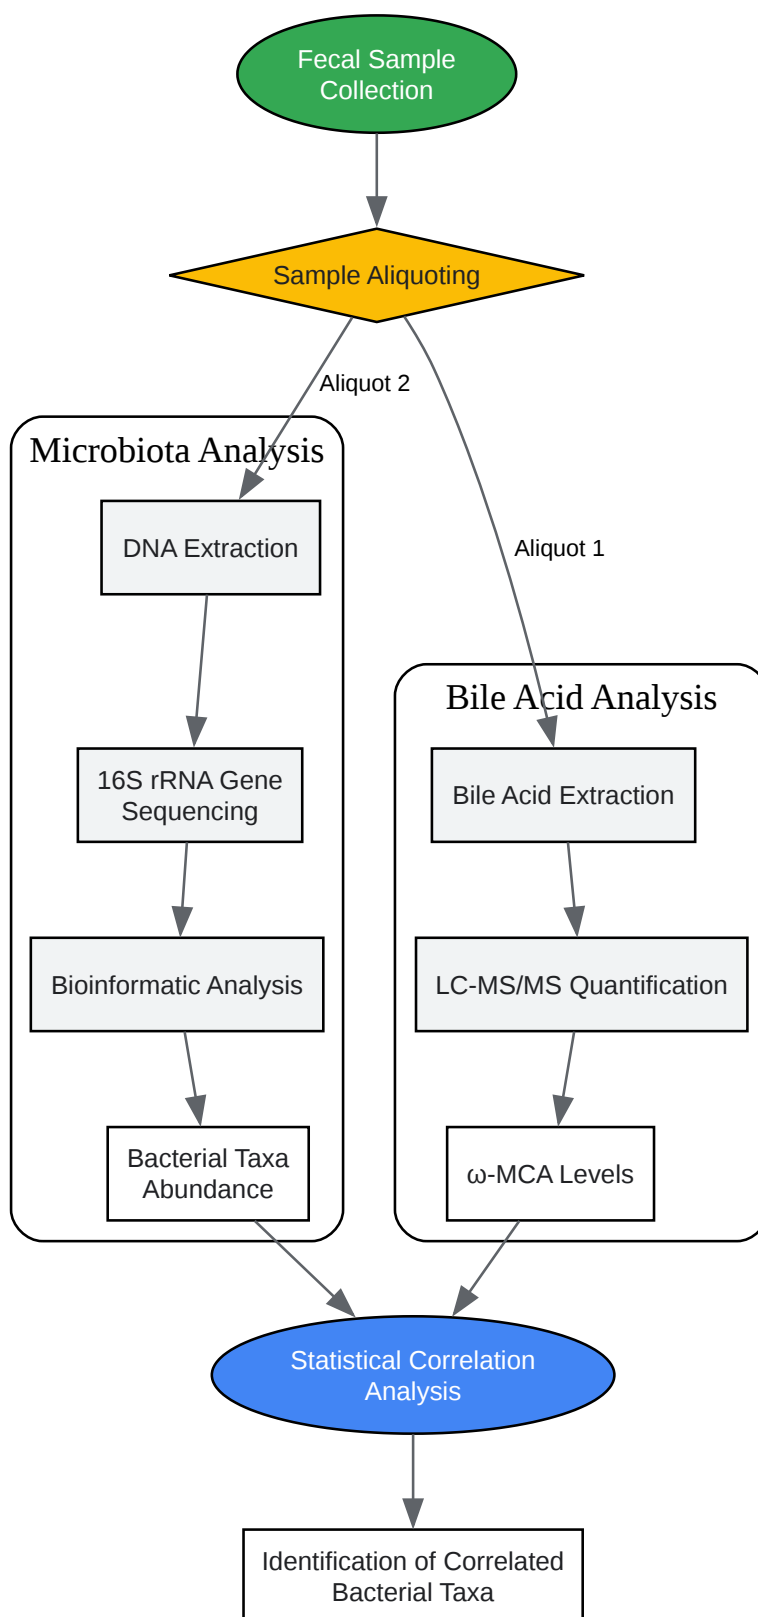 Fecal Sample
Collection
Sample Aliquoting
Aliquot 2
Microbiota Analysis
DNA Extraction
Aliquot 1
Bile Acid Analysis
16S rRNA Gene
Sequencing
Bile Acid Extraction
Bioinformatic Analysis
LC-MS/MS Quantification
Bacterial Taxa
Abundance
ω-MCA Levels
Statistical Correlation
Analysis
Identification of Correlated
Bacterial Taxa